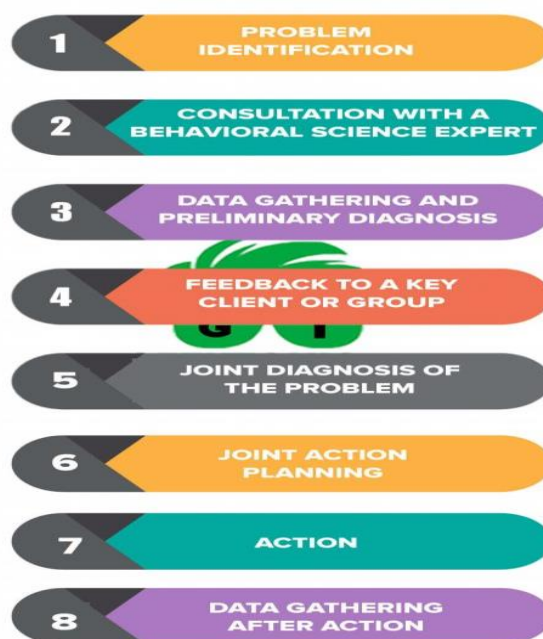 1
PROBLEM
IDENTIFICATION
2
CONSULTATION WITH A
BEHAVIORAL SCIENCE EXPERT
3
DATA GATHERING AND
PRELIMINARY DIAGNOSIS
4
FEEDBACK TO A KEY
CLIENT OR GROUP
G I
5
JOINT DIAGNOSIS OF
THE PROBLEM
6
JOINT ACTION
PLANNING
7
ACTION
8
DATA GATHERING
AFTER ACTION